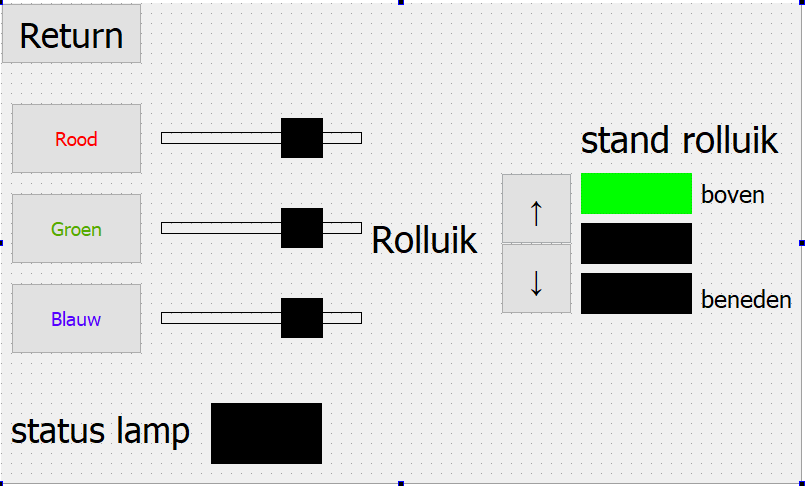 Return
Rood
Groen
Blauw
status lamp
Rolluik
↑
↓
stand rolluik
boven
beneden